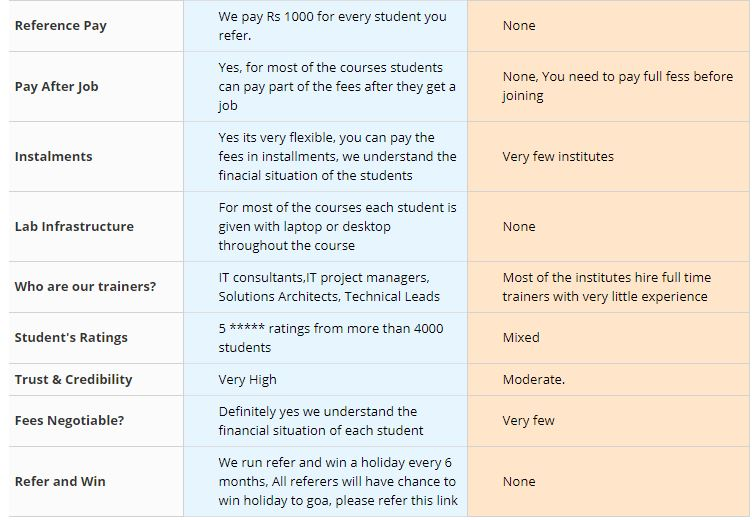 Reference Pay
We pay Rs 1000 for every student you
refer.
None
Pay After Job
Yes, for most of the courses students
can pay part of the fees after they get a
job
None, You need to pay full fess before
joining
Instalments
Yes its very flexible, you can pay the
fees in installments, we understand the
finacial situation of the students
Very few institutes
Lab Infrastructure
For most of the courses each student is
given with laptop or desktop
throughout the course
None
Who are our trainers?
IT consultants,IT project managers,
Solutions Architects, Technical Leads
Most of the institutes hire full time
trainers with very little experience
Student's Ratings
5 ***** ratings from more than 4000
students
Mixed
Trust & Credibility
Very High
Moderate.
Fees Negotiable?
Definitely yes we understand the
financial situation of each student
Very few
Refer and Win
We run refer and win a holiday every 6
months, All referers will have chance to
win holiday to goa, please refer this link
None